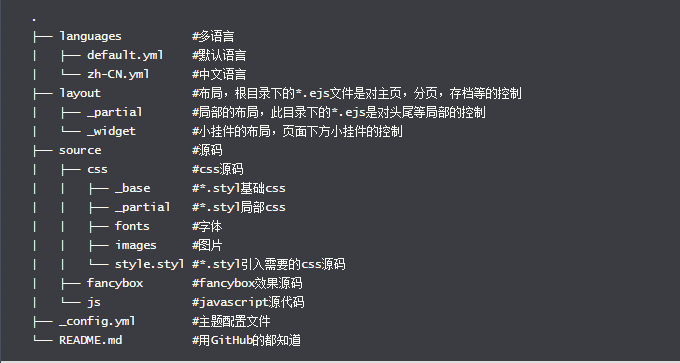 .
├── languages          #多语言
|   ├── default.yml    #默认语言
|   └── zh-CN.yml      #中文语言
├── layout             #布局，根目录下的*.ejs文件是对主页，分页，存档等的控制
|   ├── _partial       #局部的布局，此目录下的*.ejs是对头尾等局部的控制
|   └── _widget        #小挂件的布局，页面下方小挂件的控制
├── source             #源码
|   ├── css            #css源码
|   |   ├── _base      #*.styl基础css
|   |   ├── _partial   #*.styl局部css
|   |   ├── fonts      #字体
|   |   ├── images     #图片
|   |   └── style.styl #*.styl引入需要的css源码
|   ├── fancybox       #fancybox效果源码
|   └── js             #javascript源代码
├── _config.yml        #主题配置文件
└── README.md          #用GitHub的都知道